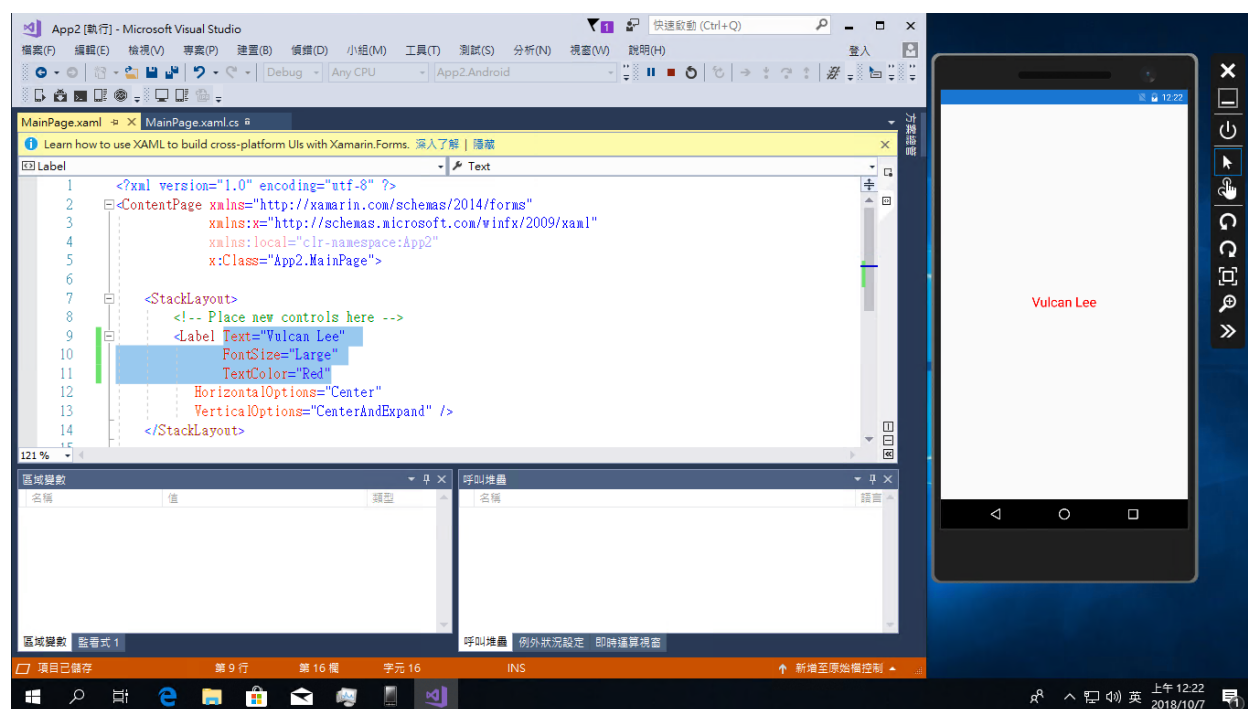 App2 [執行] - Microsoft Visual Studio
1
快速啟動 (Ctrl+Q)
檔案(F) 編輯(E) 檢視(V) 專案(P) 建置(B) 偵錯(D) 小組(M) 工具(T) 測試(S) 分析(N) 視窗(W) 說明(H)
登入
Debug Any CPU App2.Android
MainPage.xaml MainPage.xaml.cs
方案總管
Learn how to use XAML to build cross-platform UIs with Xamarin.Forms. 深入了解 | 隱藏
Label Text
1 <?xml version="1.0" encoding="utf-8" ?>
2 <ContentPage xmlns="http://xamarin.com/schemas/2014/forms"
3 xmlns:x="http://schemas.microsoft.com/winfx/2009/xaml"
4 xmlns:local="clr-namespace:App2"
5 x:Class="App2.MainPage">
6
7 <StackLayout>
8 <!-- Place new controls here -->
9 <Label Text="Vulcan Lee"
10 FontSize="Large"
11 TextColor="Red"
12 HorizontalOptions="Center"
13 VerticalOptions="CenterAndExpand" />
14 </StackLayout>
15
121 %
區域變數
名稱 值 類型
呼叫堆疊
名稱 語言
區域變數 監看式 1
呼叫堆疊 例外狀況設定 即時運算視窗
項目已儲存 第 9 行 第 16 欄 字元 16 INS 新增至原始檔控制
12:22
Vulcan Lee
英
上午 12:22
2018/10/7
1